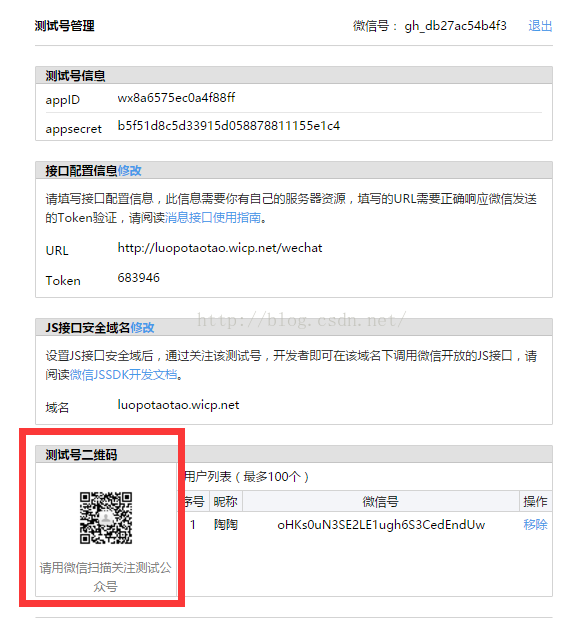 测试号管理 微信号： gh_db27ac54b4f3 退出
测试号信息
appID wx8a6575ec0a4f88ff
appsecret b5f51d8c5d33915d058878811155e1c4
接口配置信息修改
请填写接口配置信息，此信息需要你有自己的服务器资源，填写的URL需要正确响应微信发送
的Token验证，请阅读消息接口使用指南。
URL http://luopotaotao.wicp.net/wechat
Token 683946
http://blog.csdn.net/
JS接口安全域名修改
设置JS接口安全域后，通过关注该测试号，开发者即可在该域名下调用微信开放的JS接口，请
阅读微信JSSDK开发文档。
域名 luopotaotao.wicp.net
测试号二维码
请用微信扫描关注测试公
众号
用户列表（最多100个）
序号 昵称 微信号 操作
1 陶陶 oHKs0uN3SE2LE1ugh6S3CedEndUw 移除